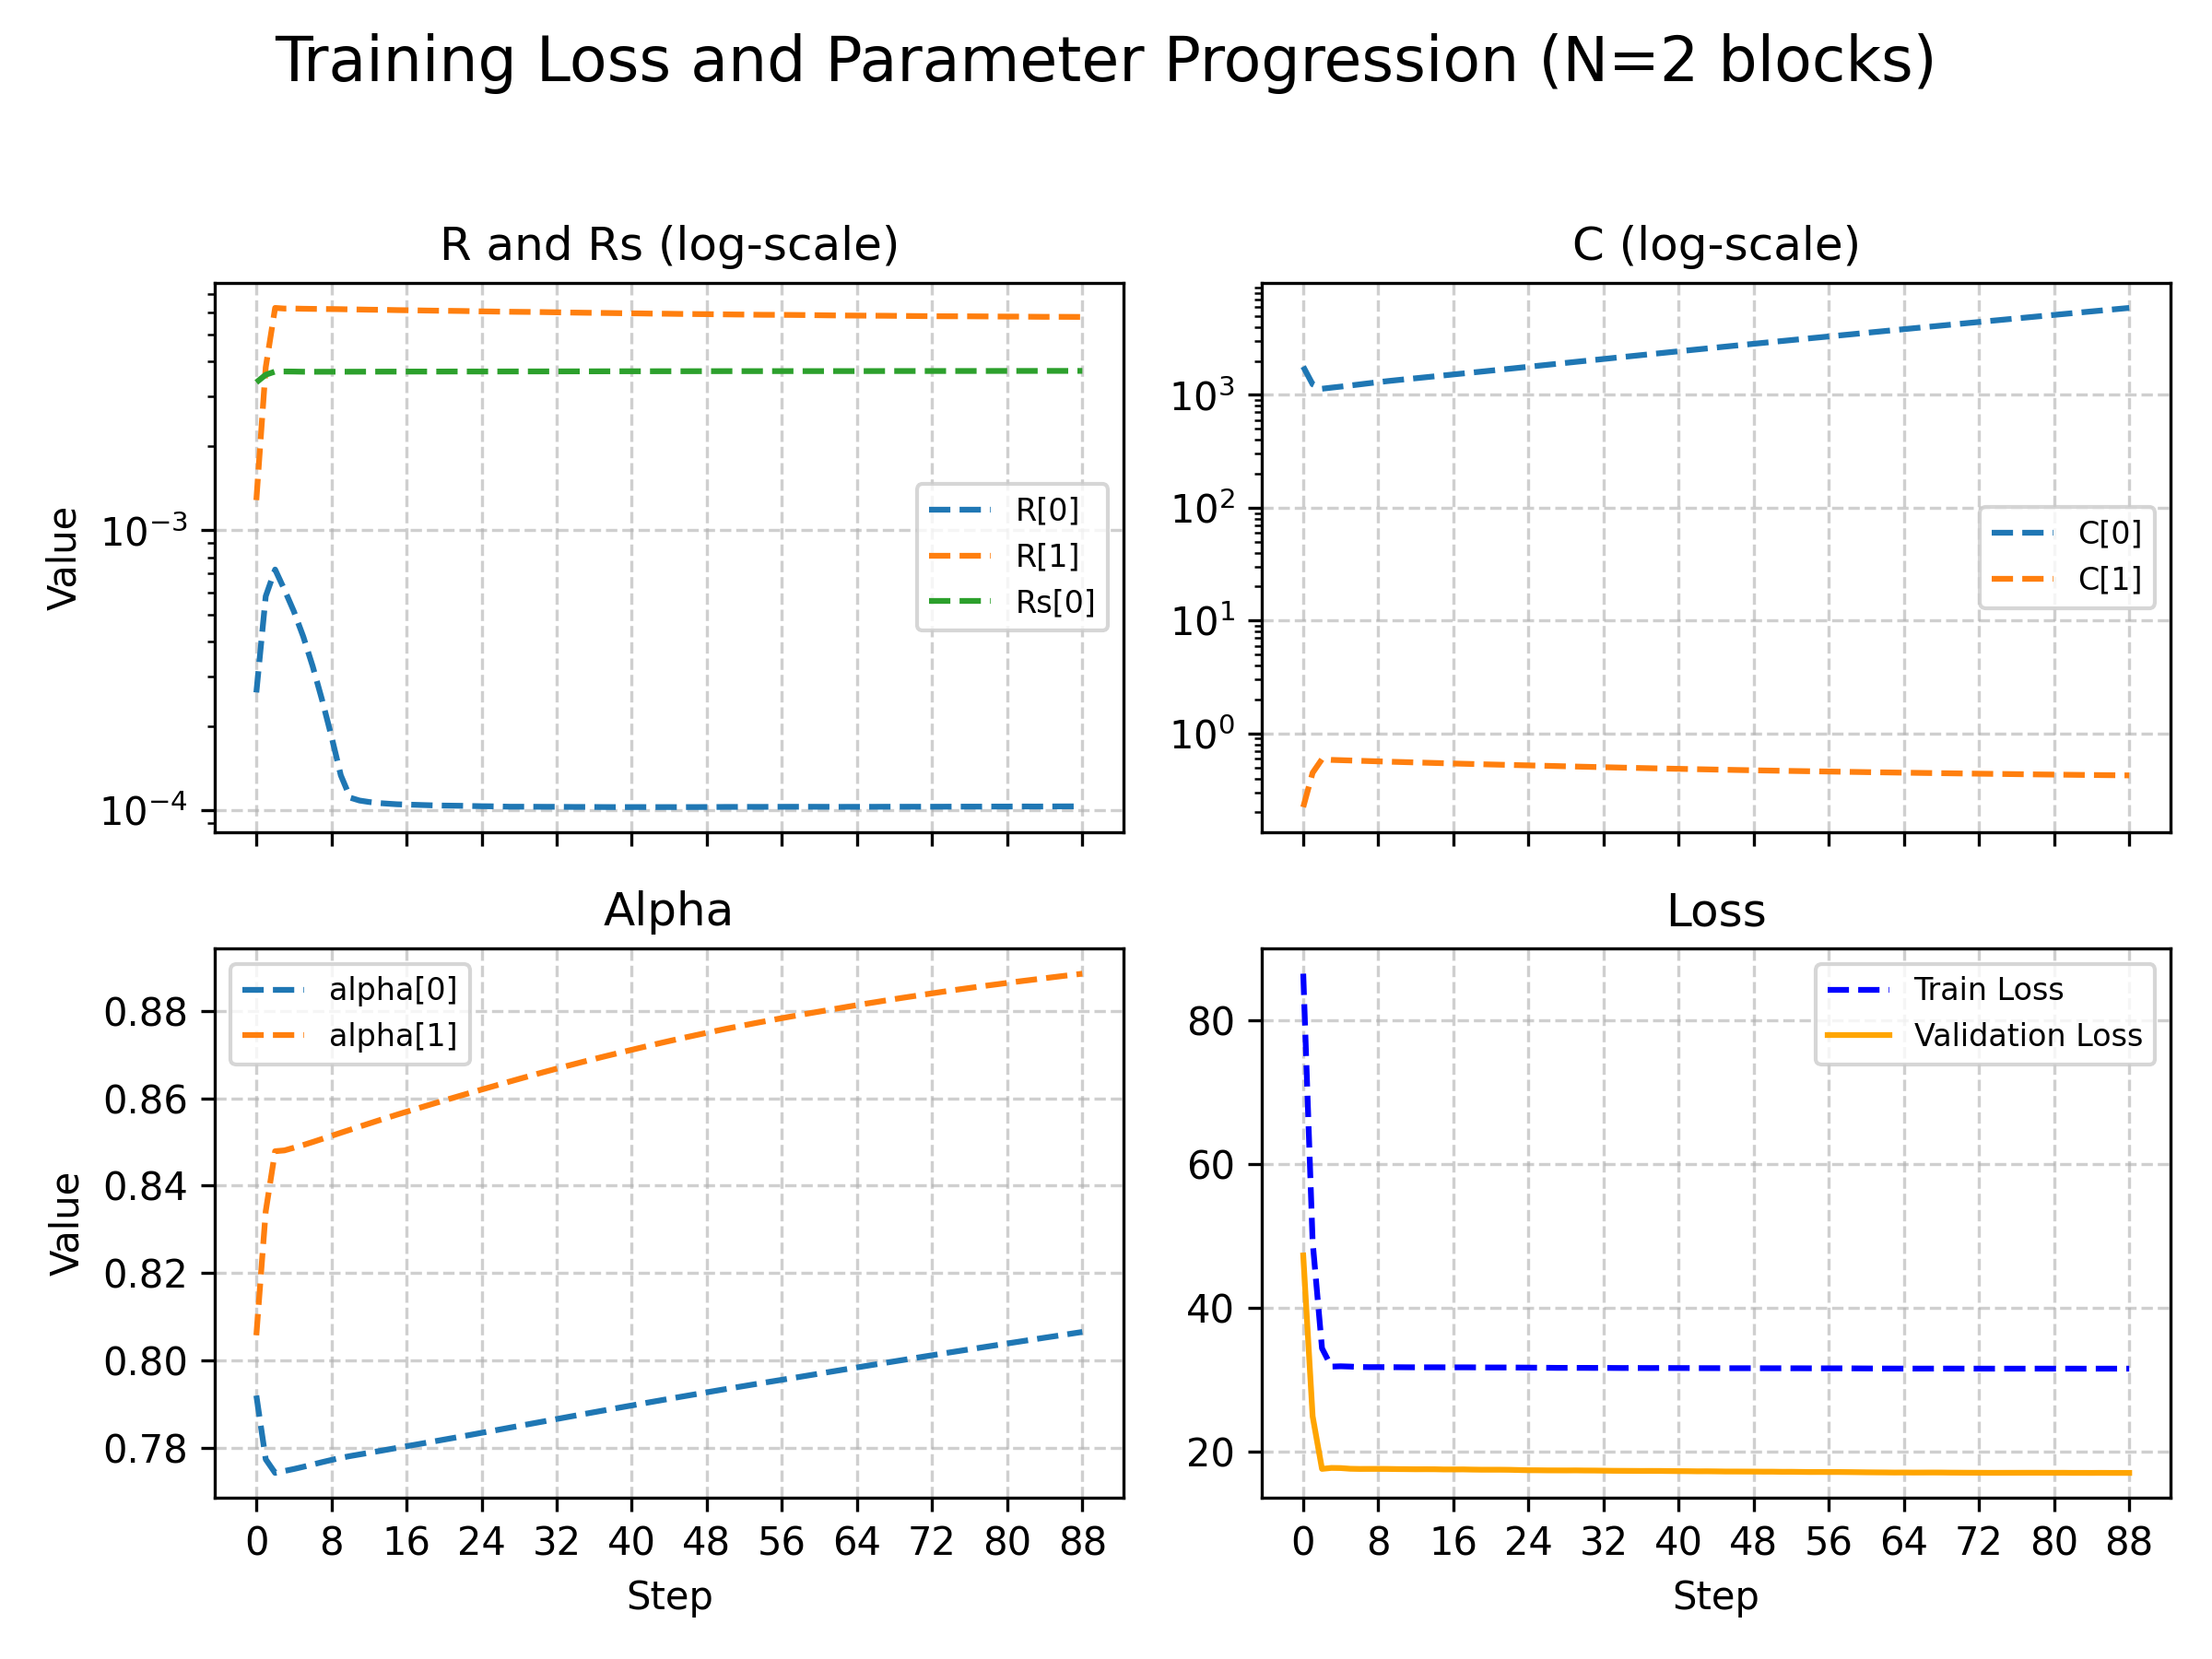 Training Loss and Parameter Progression (N=2 blocks)
R and Rs (log-scale)
Value
10⁻³
10⁻⁴
R[0]
R[1]
Rs[0]
C (log-scale)
10³
10²
10¹
10⁰
C[0]
C[1]
Alpha
Value
0.88
0.86
0.84
0.82
0.80
0.78
alpha[0]
alpha[1]
0 8 16 24 32 40 48 56 64 72 80 88
Step
Loss
80
60
40
20
Train Loss
Validation Loss
0 8 16 24 32 40 48 56 64 72 80 88
Step